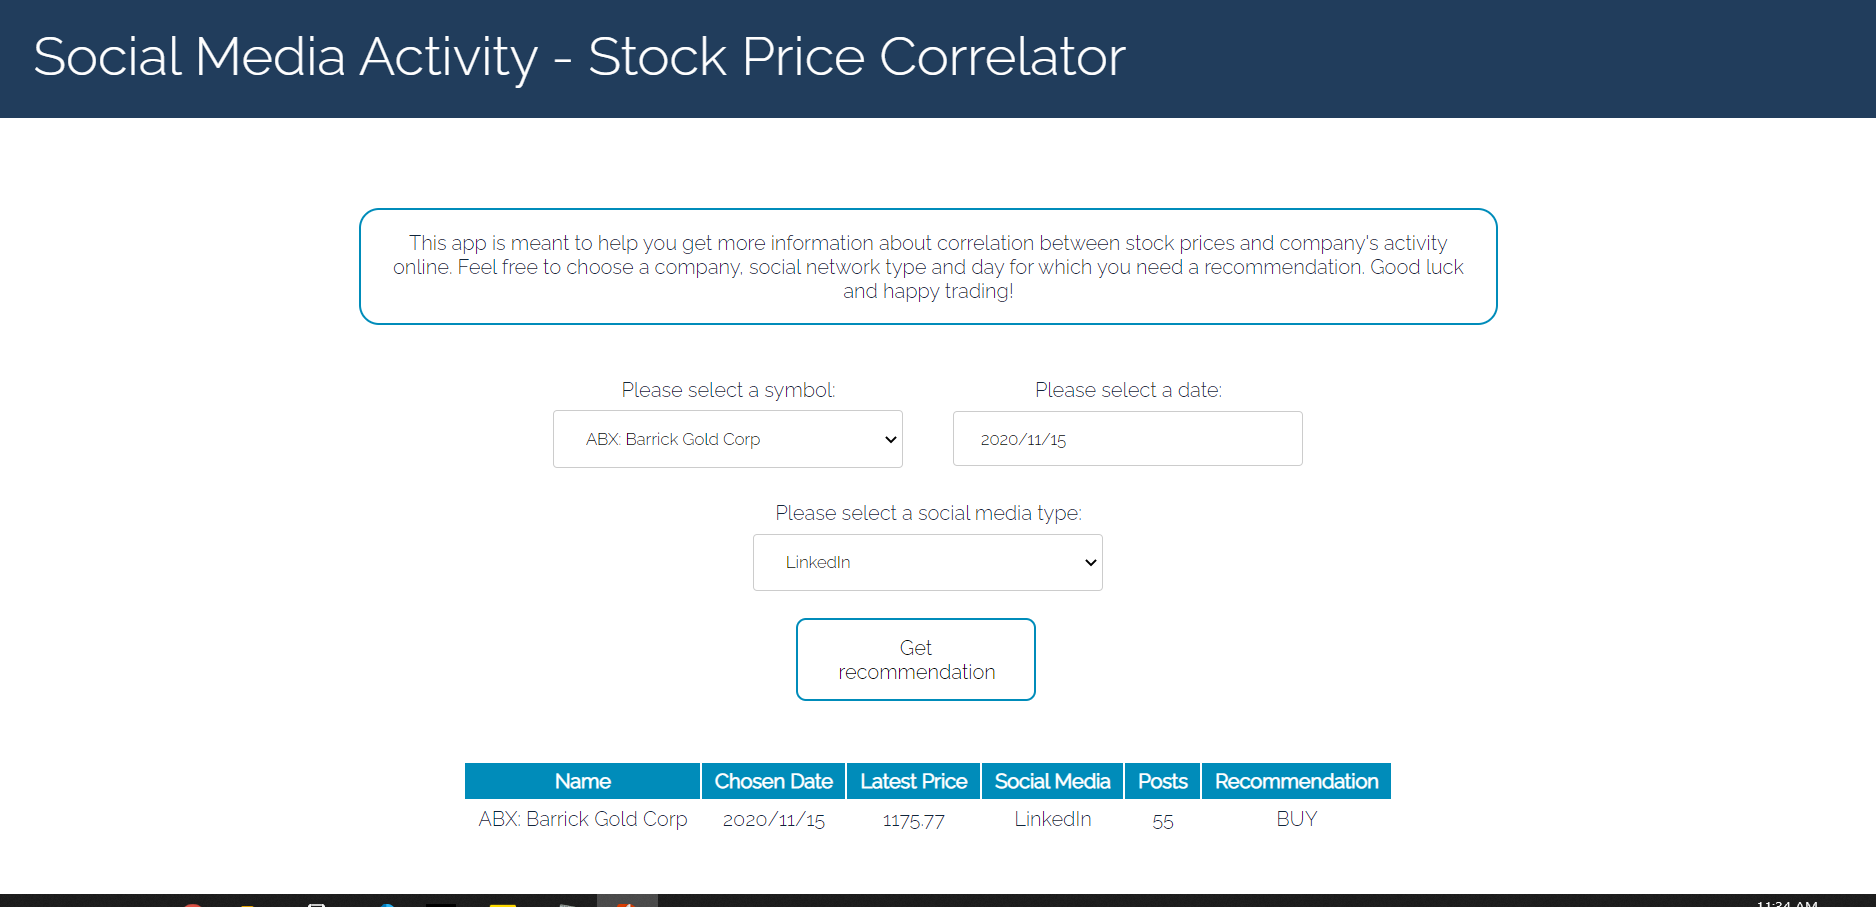 Social Media Activity - Stock Price Correlator
This app is meant to help you get more information about correlation between stock prices and company's activity
online. Feel free to choose a company, social network type and day for which you need a recommendation. Good luck
and happy trading!
Please select a symbol: Please select a date:
ABX: Barrick Gold Corp 2020/11/15
Please select a social media type:
LinkedIn
Get
recommendation
Name Chosen Date Latest Price Social Media Posts Recommendation
ABX: Barrick Gold Corp 2020/11/15 1175.77 LinkedIn 55 BUY
11:34 AM